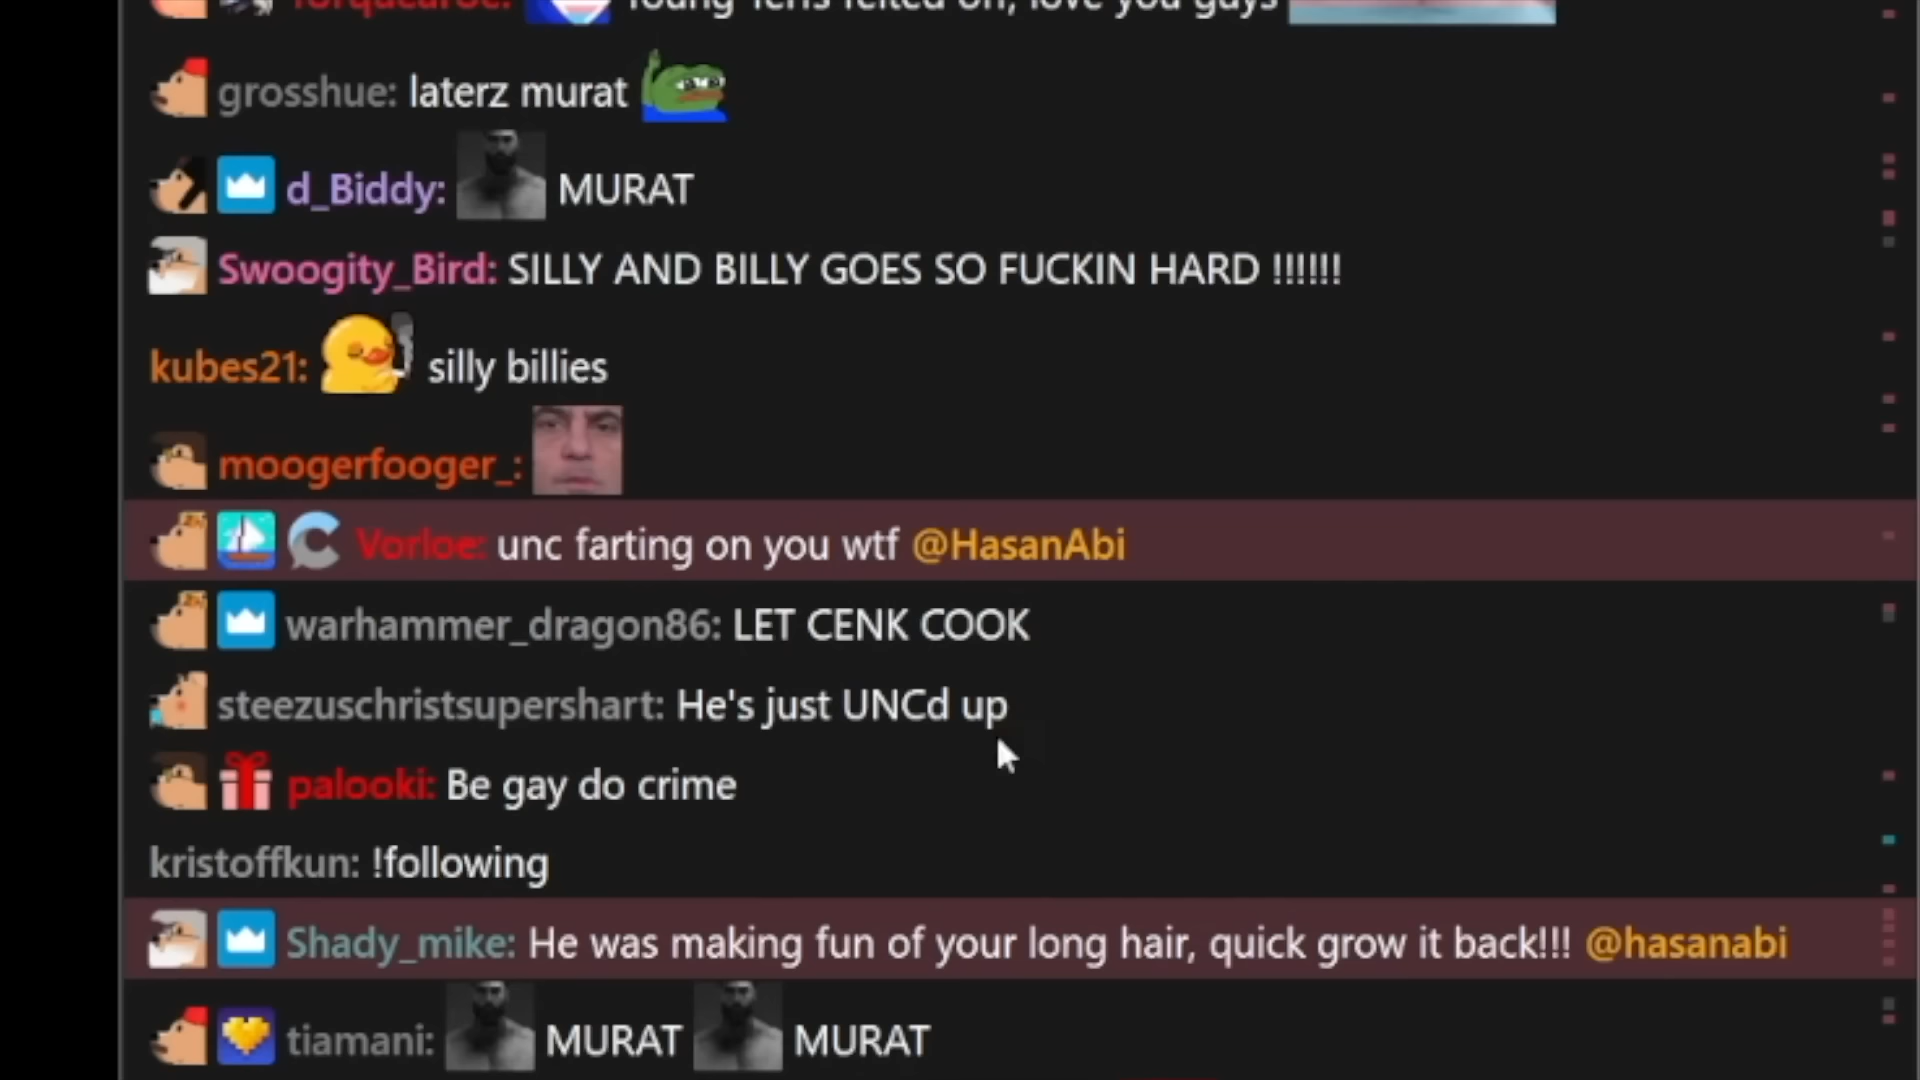 love you guys
grosshue: laterz murat
d_Biddy: MURAT
Swoogity_Bird: SILLY AND BILLY GOES SO FUCKIN HARD !!!!!!
kubes21: silly billies
moogerfooger_:
Vorloe: unc farting on you wtf @HasanAbi
warhammer_dragon86: LET CENK COOK
steezuschristsupershart: He's just UNCd up
palooki: Be gay do crime
kristoffkun: !following
Shady_mike: He was making fun of your long hair, quick grow it back!!! @hasanabi
tiamani: MURAT MURAT